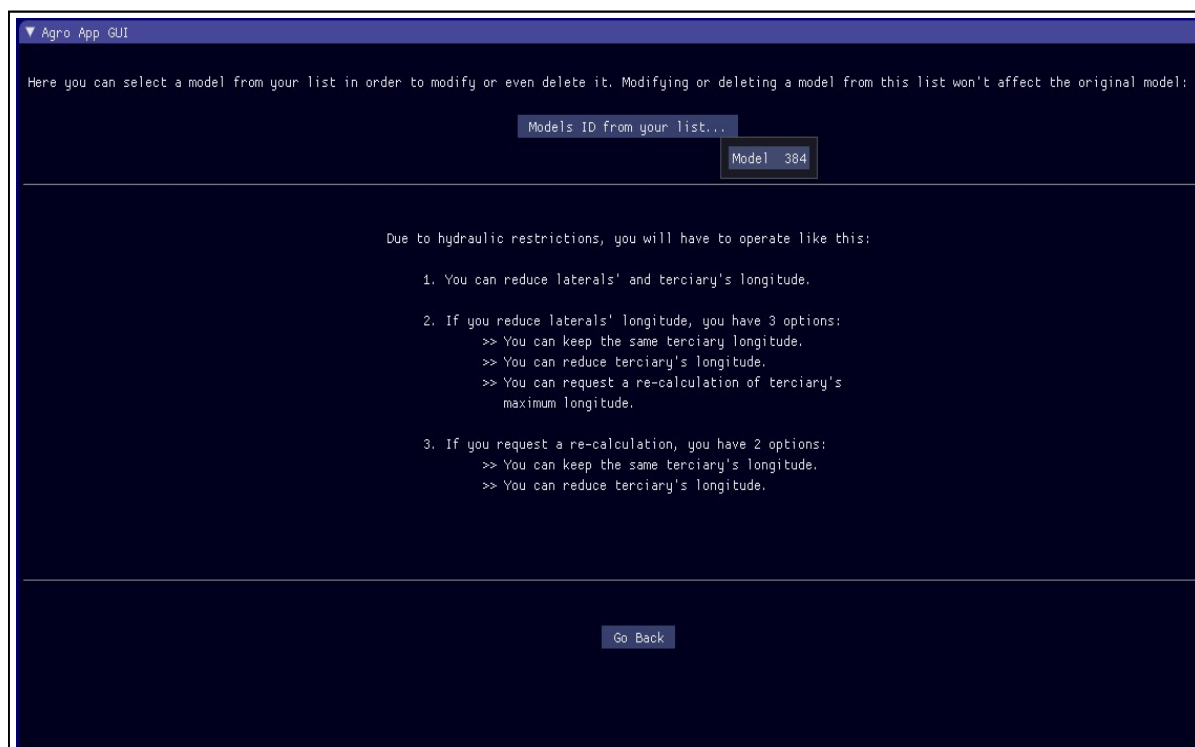 ▼ Agro App GUI
Here you can select a model from your list in order to modify or even delete it. Modifying or deleting a model from this list won't affect the original model:
Models ID from your list...
Model 384
Due to hydraulic restrictions, you will have to operate like this:
1. You can reduce laterals' and terciary's longitude.
2. If you reduce laterals' longitude, you have 3 options:
>> You can keep the same terciary longitude.
>> You can reduce terciary's longitude.
>> You can request a re-calculation of terciary's
maximum longitude.
3. If you request a re-calculation, you have 2 options:
>> You can keep the same terciary's longitude.
>> You can reduce terciary's longitude.
Go Back